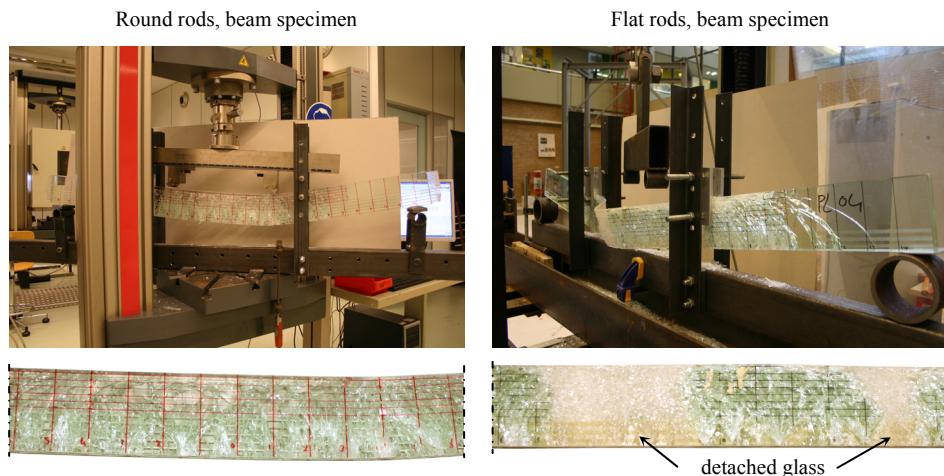 Round rods, beam specimen
Flat rods, beam specimen
PL 04
detached glass